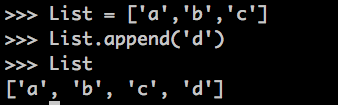 >>> List = ['a','b','c']
>>> List.append('d')
>>> List
['a', 'b', 'c', 'd']